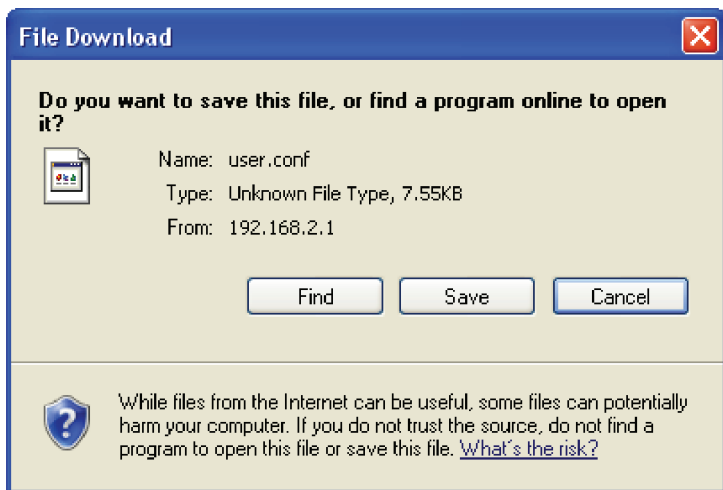 File Download
Do you want to save this file, or find a program online to open
it?
Name: user.conf
Type: Unknown File Type, 7.55KB
From: 192.168.2.1
Find Save Cancel
While files from the Internet can be useful, some files can potentially
harm your computer. If you do not trust the source, do not find a
program to open this file or save this file. What's the risk?